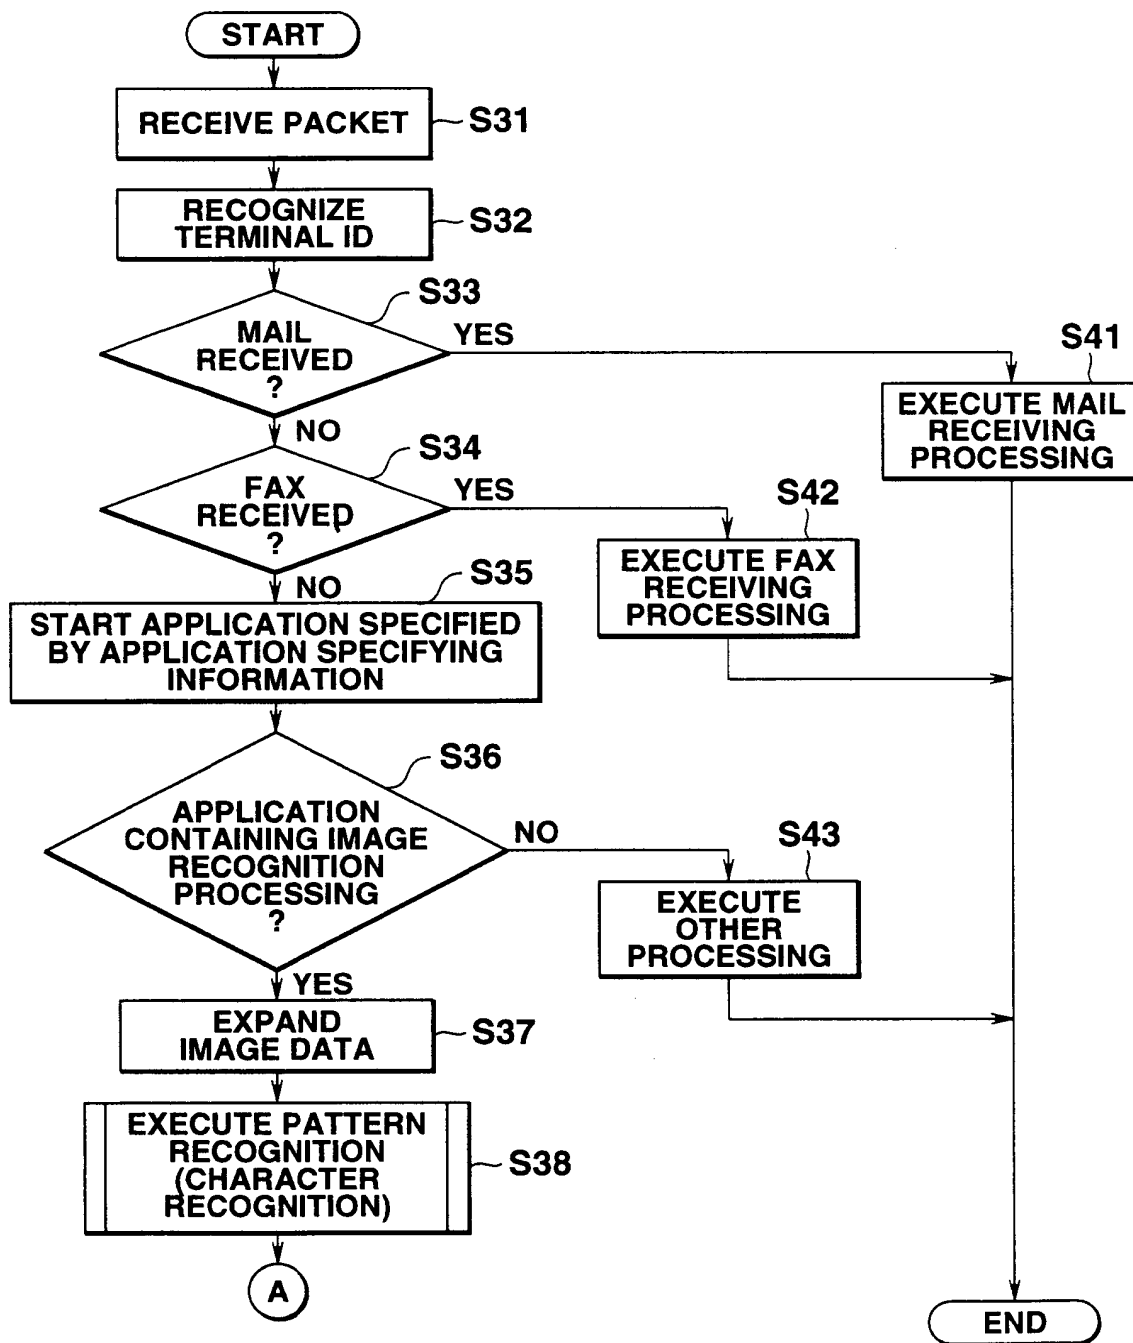 START
RECEIVE PACKET
S31
RECOGNIZE
TERMINAL ID
S32
S33
MAIL
RECEIVED
?
YES
NO
S41
EXECUTE MAIL
RECEIVING
PROCESSING
S34
FAX
RECEIVED
?
YES
NO
S42
EXECUTE FAX
RECEIVING
PROCESSING
S35
START APPLICATION SPECIFIED
BY APPLICATION SPECIFYING
INFORMATION
S36
APPLICATION
CONTAINING IMAGE
RECOGNITION
PROCESSING
?
NO
YES
S43
EXECUTE
OTHER
PROCESSING
EXPAND
IMAGE DATA
S37
EXECUTE PATTERN
RECOGNITION
(CHARACTER
RECOGNITION)
S38
A
END